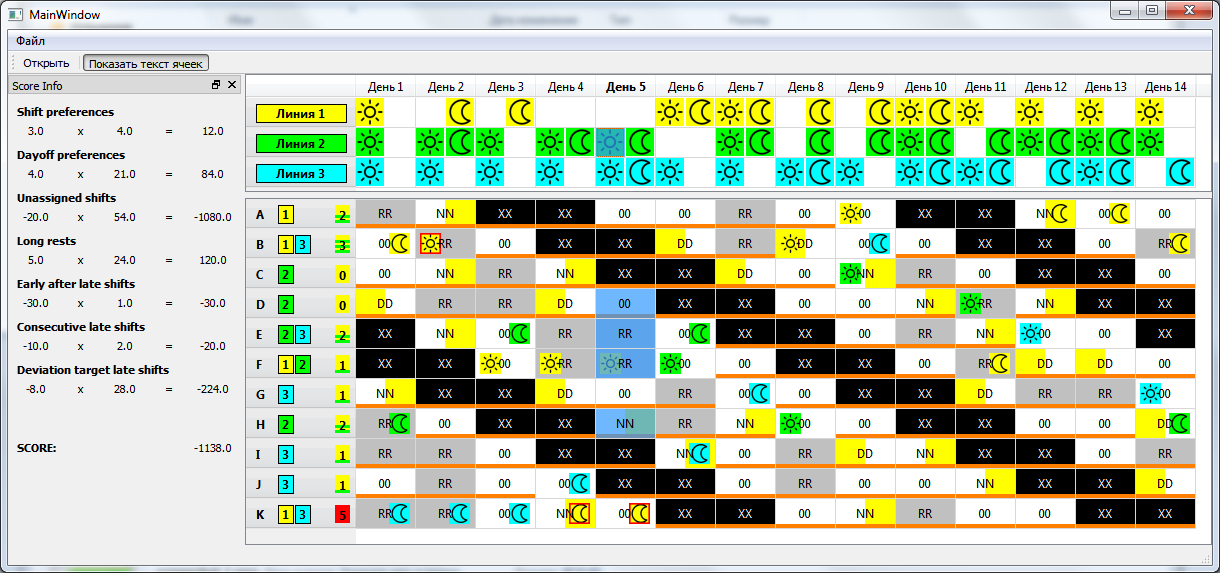 MainWindow
Файл
Открыть Показать текст ячеек
Score Info
Shift preferences
3.0 x 4.0 = 12.0
Dayoff preferences
4.0 x 21.0 = 84.0
Unassigned shifts
-20.0 x 54.0 = -1080.0
Long rests
5.0 x 24.0 = 120.0
Early after late shifts
-30.0 x 1.0 = -30.0
Consecutive late shifts
-10.0 x 2.0 = -20.0
Deviation target late shifts
-8.0 x 28.0 = -224.0
SCORE: -1138.0
День 1 День 2 День 3 День 4 День 5 День 6 День 7 День 8 День 9 День 10 День 11 День 12 День 13 День 14
Линия 1
Линия 2
Линия 3
A 1 2 RR NN XX XX 00 00 RR 00 00 XX XX NN 00 00
B 1 3 3 00 RR 00 XX XX DD RR DD 00 XX 00 XX XX RR
C 2 0 00 NN RR NN XX XX DD 00 NN RR 00 XX XX 00
D 2 0 DD RR RR DD 00 XX XX 00 00 NN RR NN XX XX
E 2 3 2 XX NN 00 RR RR 00 XX XX 00 RR NN 00 00 XX
F 1 2 1 XX XX 00 RR RR 00 00 XX XX 00 RR DD DD 00
G 3 1 NN XX XX DD 00 RR 00 00 XX XX DD RR RR 00
H 2 2 RR 00 XX XX NN RR NN 00 00 XX XX 00 00 DD
I 3 1 RR RR 00 XX XX NN 00 RR DD NN XX XX 00 RR
J 3 1 00 RR 00 00 XX XX 00 RR 00 00 NN XX XX DD
K 1 3 5 RR RR 00 NN 00 XX XX 00 NN RR 00 00 XX XX